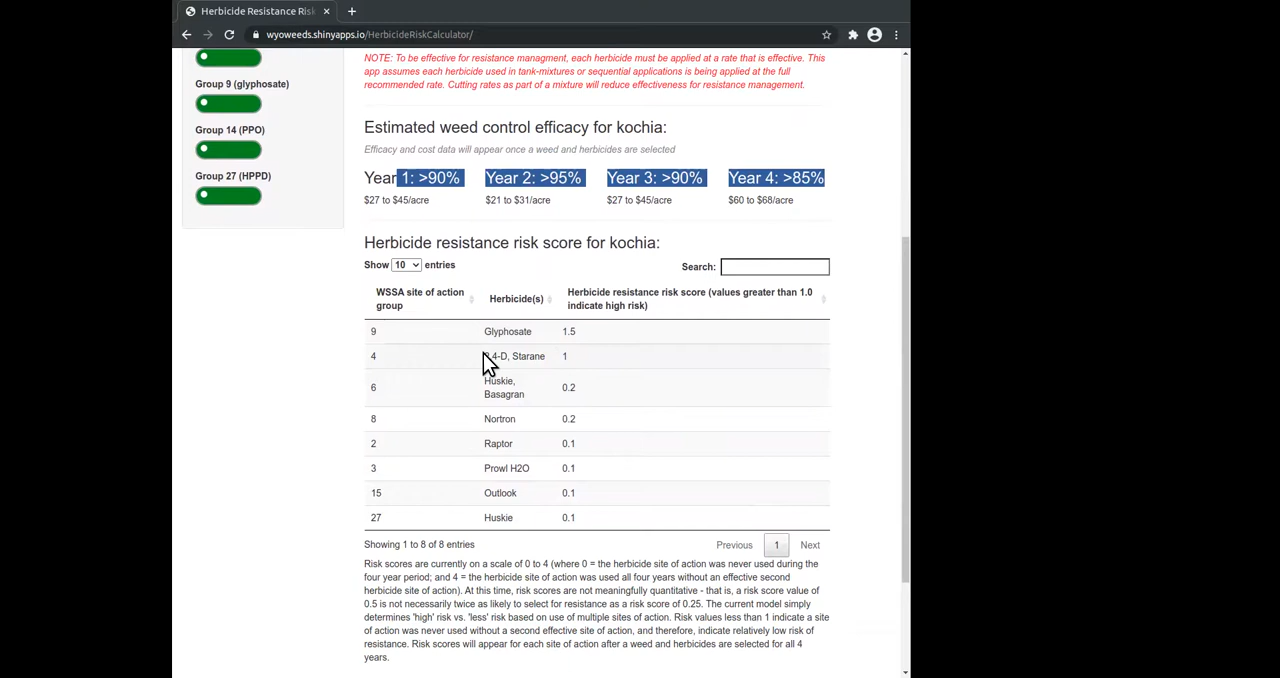 Herbicide Resistance Ris
wyoweeds.shinyapps.io/HerbicideRiskCalculator/
Group 9 (glyphosate)
Group 14 (PPO)
Group 27 (HPPD)
NOTE: To be effective for resistance managment, each herbicide must be applied at a rate that is effective. This
app assumes each herbicide used in tank-mixtures or sequential applications is being applied at the full
recommended rate. Cutting rates as part of a mixture will reduce effectiveness for resistance management.
Estimated weed control efficacy for kochia:
Efficacy and cost data will appear once a weed and herbicides are selected
Year 1: >90% Year 2: >95% Year 3: >90% Year 4: >85%
$27 to $45/acre $21 to $31/acre $27 to $45/acre $60 to $68/acre
Herbicide resistance risk score for kochia:
Show 10 entries Search:
WSSA site of action
group
Herbicide(s)
Herbicide resistance risk score (values greater than 1.0
indicate high risk)
9 Glyphosate 1.5
4 2,4-D, Starane 1
6 Huskie,
Basagran 0.2
8 Nortron 0.2
2 Raptor 0.1
3 Prowl H2O 0.1
15 Outlook 0.1
27 Huskie 0.1
Showing 1 to 8 of 8 entries Previous 1 Next
Risk scores are currently on a scale of 0 to 4 (where 0 = the herbicide site of action was never used during the
four year period; and 4 = the herbicide site of action was used all four years without an effective second
herbicide site of action). At this time, risk scores are not meaningfully quantitative - that is, a risk score value of
0.5 is not necessarily twice as likely to select for resistance as a risk score of 0.25. The current model simply
determines 'high' risk vs. 'less' risk based on use of multiple sites of action. Risk values less than 1 indicate a site
of action was never used without a second effective site of action, and therefore, indicate relatively low risk of
resistance. Risk scores will appear for each site of action after a weed and herbicides are selected for all 4
years.